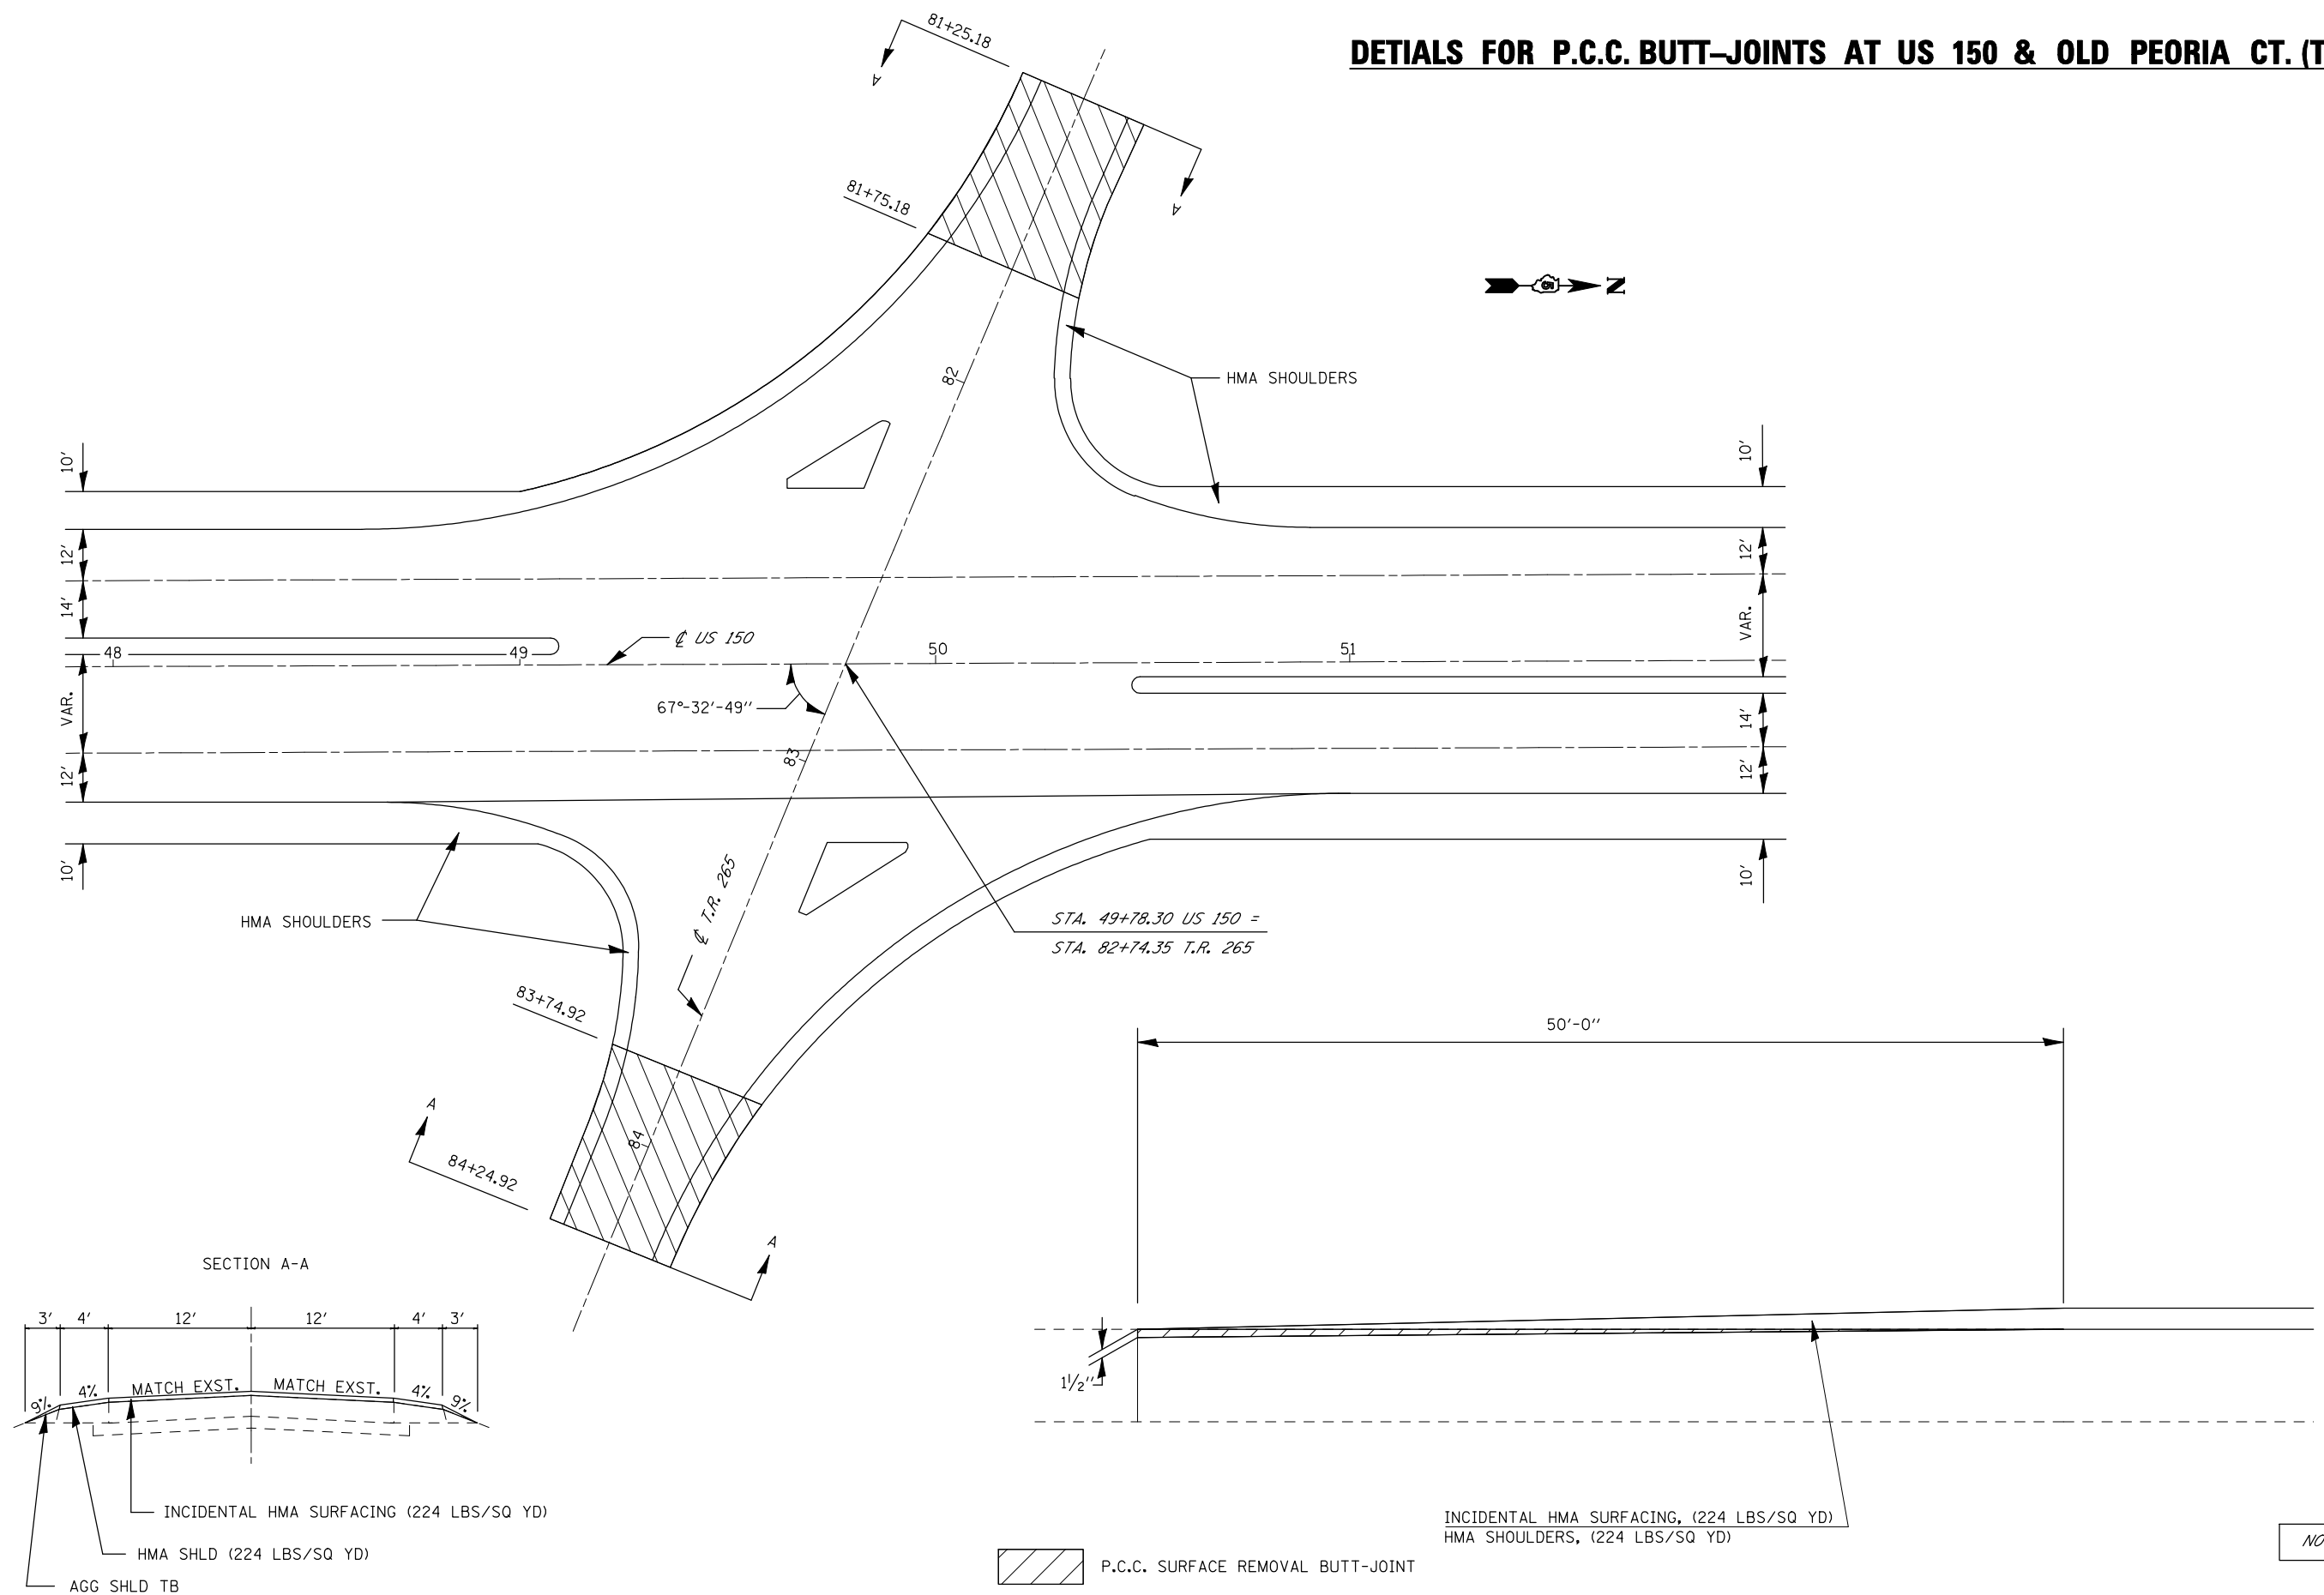 DETIALS FOR P.C.C. BUTT-JOINTS AT US 150 & OLD PEORIA CT. (T
81+25.18
A
A
81+75.18
N
HMA SHOULDERS
82
10'
10'
12'
12'
14'
VAR.
℄ US 150
48
49
50
51
67°-32'-49''
VAR.
14'
83
12'
12'
10'
10'
℄ T.R. 265
HMA SHOULDERS
STA. 49+78.30 US 150 =
STA. 82+74.35 T.R. 265
83+74.92
50'-0''
A
84
84+24.92
A
SECTION A-A
3' 4' 12' 12' 4' 3'
9% 4% MATCH EXST. MATCH EXST. 4% 9%
1½''
INCIDENTAL HMA SURFACING (224 LBS/SQ YD)
HMA SHLD (224 LBS/SQ YD)
AGG SHLD TB
INCIDENTAL HMA SURFACING, (224 LBS/SQ YD)
HMA SHOULDERS, (224 LBS/SQ YD)
P.C.C. SURFACE REMOVAL BUTT-JOINT
NO